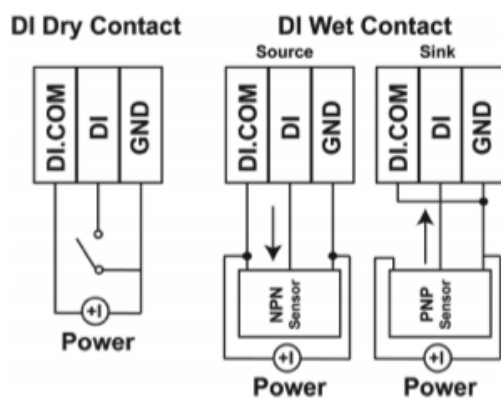 DI Dry Contact
DI.COM
DI
GND
+I
Power
DI Wet Contact
Source
DI.COM
DI
GND
NPN
Sensor
+I
Power
Sink
DI.COM
DI
GND
PNP
Sensor
+I
Power